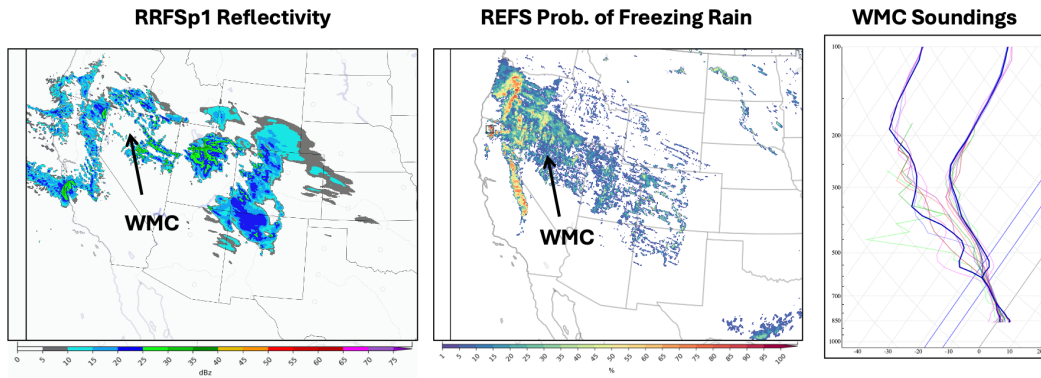 RRFSp1 Reflectivity
WMC
0 5 10 15 20 25 30 35 40 45 50 55 60 65 70 75
dBz
REFS Prob. of Freezing Rain
WMC
1 5 10 15 20 25 30 35 40 45 50 55 60 65 70 75 80 85 90 95 100
%
WMC Soundings
100
200
300
500
700
850
1000
-40 -30 -20 -10 0 10 20